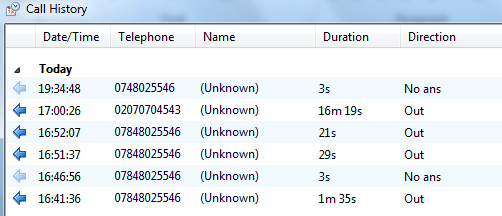 Call History
Date/Time Telephone Name Duration Direction
Today
19:34:48 0748025546 (Unknown) 3s No ans
17:00:26 02070704543 (Unknown) 16m 19s Out
16:52:07 07848025546 (Unknown) 21s Out
16:51:37 07848025546 (Unknown) 29s Out
16:46:56 07848025546 (Unknown) 3s No ans
16:41:36 07848025546 (Unknown) 1m 35s Out